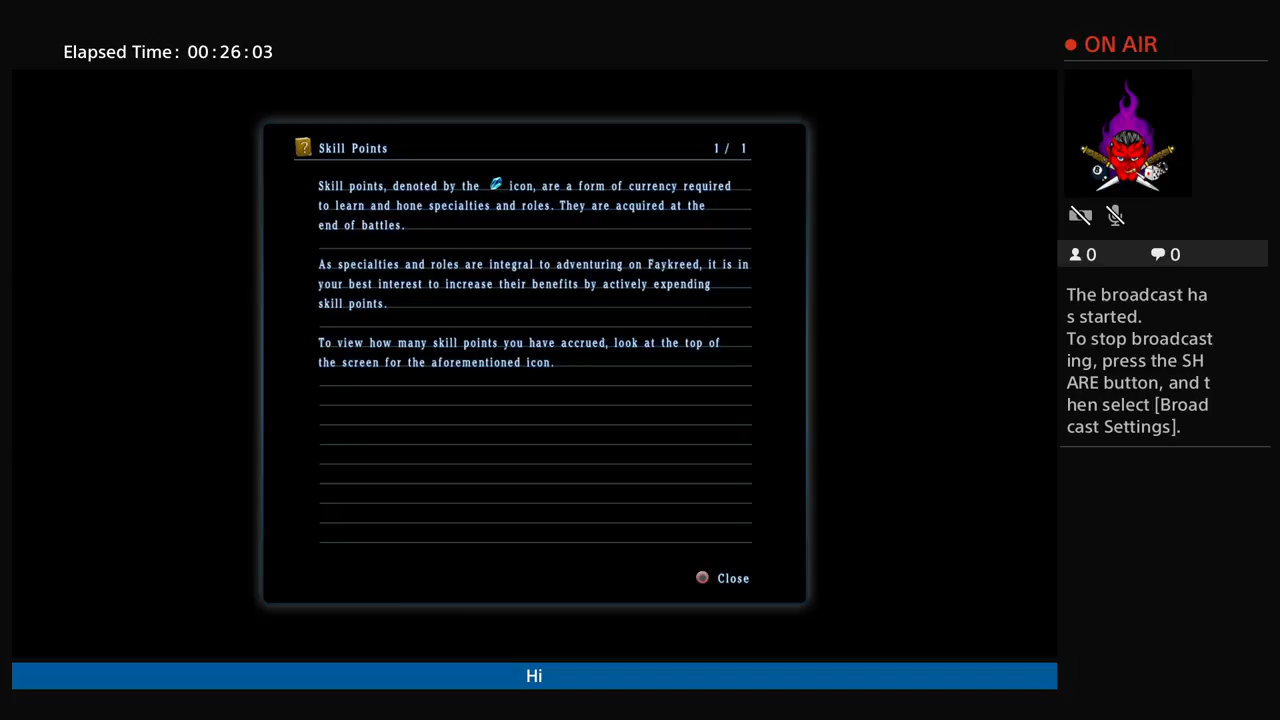 Elapsed Time: 00:26:03
ON AIR
Skill Points 1 / 1
Skill points, denoted by the icon, are a form of currency required
to learn and hone specialties and roles. They are acquired at the
end of battles.
As specialties and roles are integral to adventuring on Faykreed, it is in
your best interest to increase their benefits by actively expending
skill points.
To view how many skill points you have accrued, look at the top of
the screen for the aforementioned icon.
Close
0 0
The broadcast ha
s started.
To stop broadcast
ing, press the SH
ARE button, and t
hen select [Broad
cast Settings].
Hi